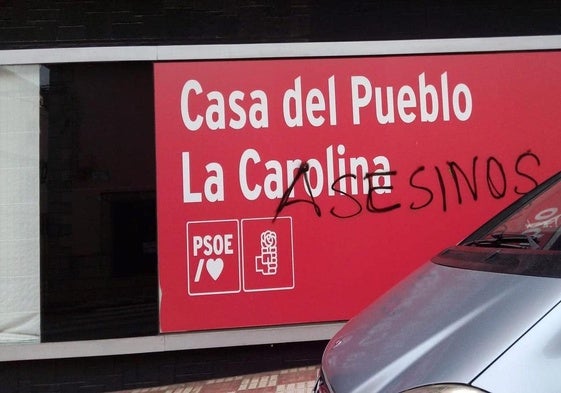 Casa del Pueblo
La Carolina
ASESINOS
PSOE